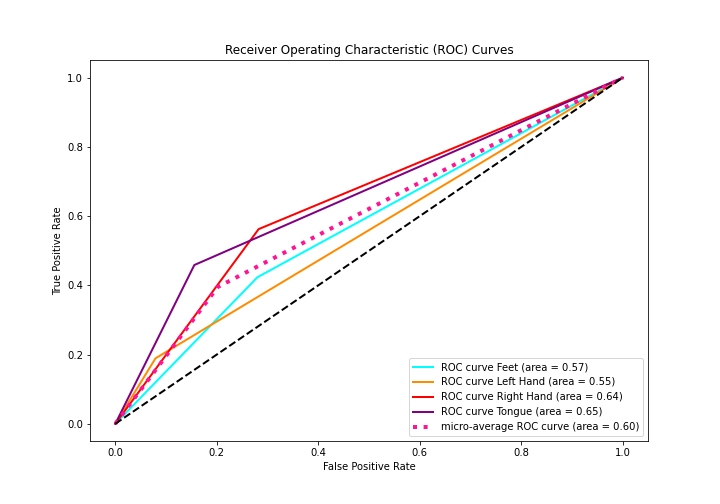 Receiver Operating Characteristic (ROC) Curves
True Positive Rate
1.0
0.8
0.6
0.4
0.2
0.0
ROC curve Feet (area = 0.57)
ROC curve Left Hand (area = 0.55)
ROC curve Right Hand (area = 0.64)
ROC curve Tongue (area = 0.65)
micro-average ROC curve (area = 0.60)
0.0 0.2 0.4 0.6 0.8 1.0
False Positive Rate